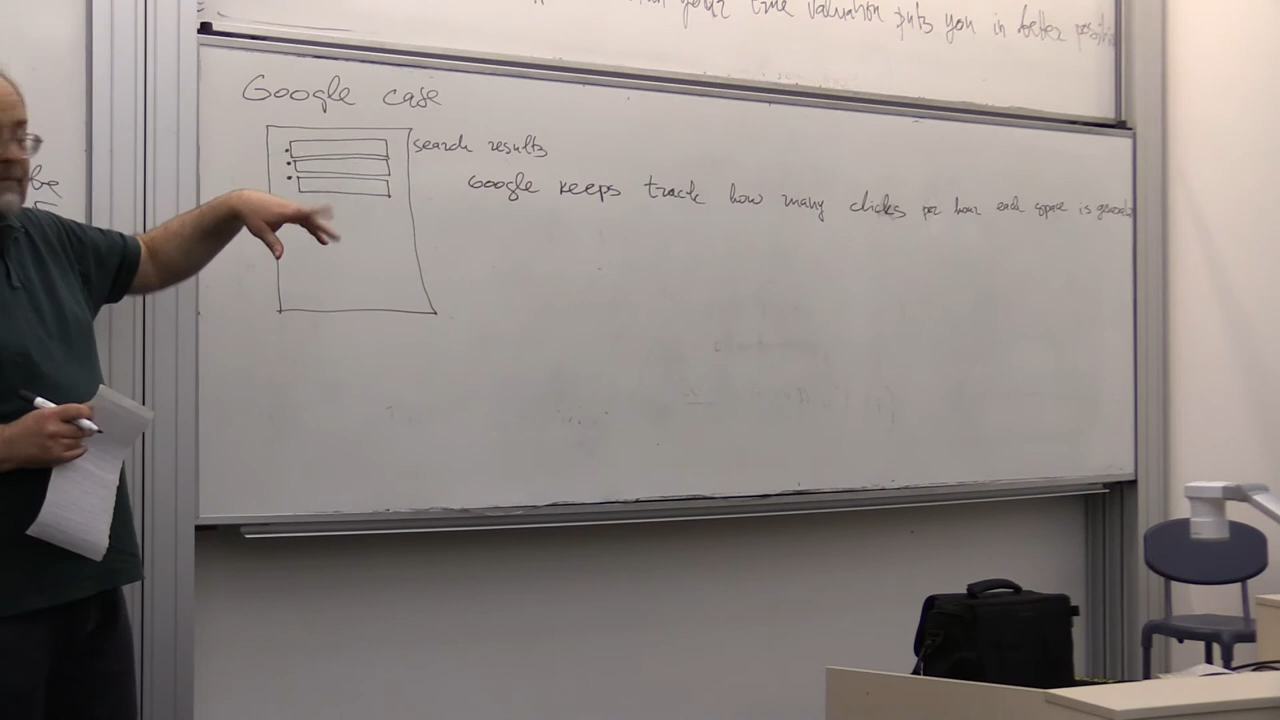 your true valuation puts you in better
Google case
search results
Google keeps track how many clicks per hour each space is
be